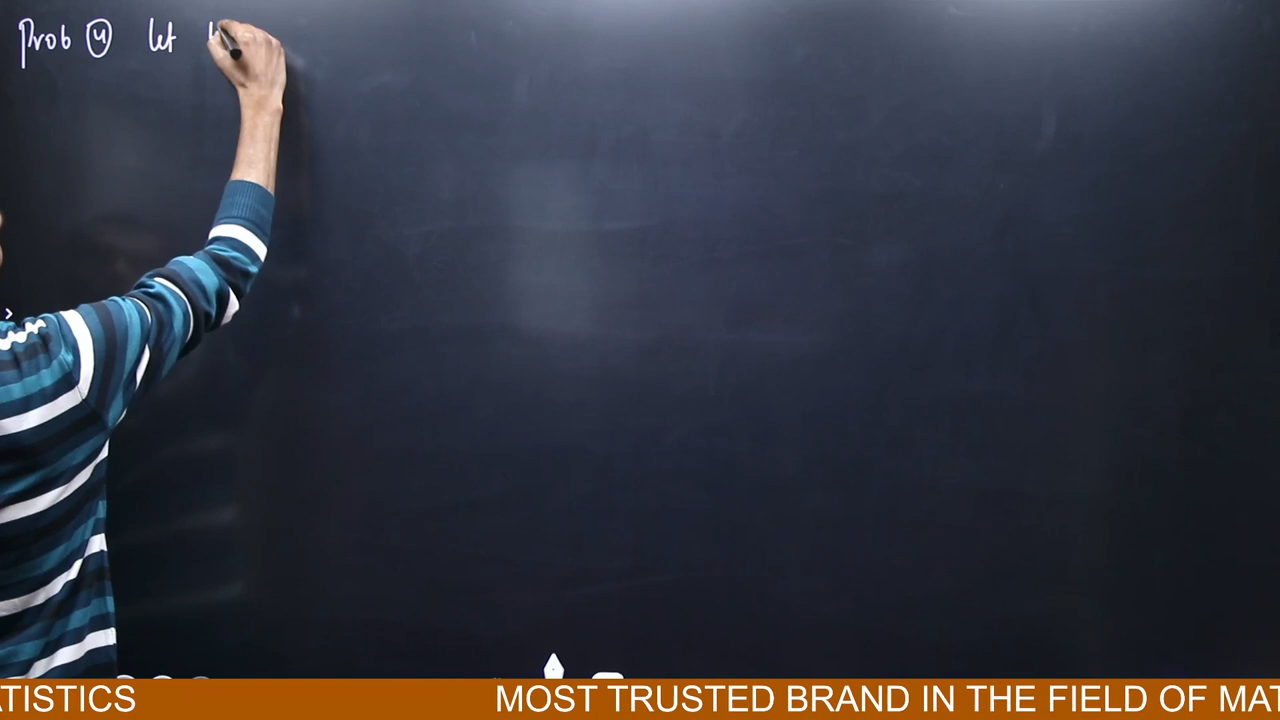 Prob ④ let
ATISTICS MOST TRUSTED BRAND IN THE FIELD OF MAT